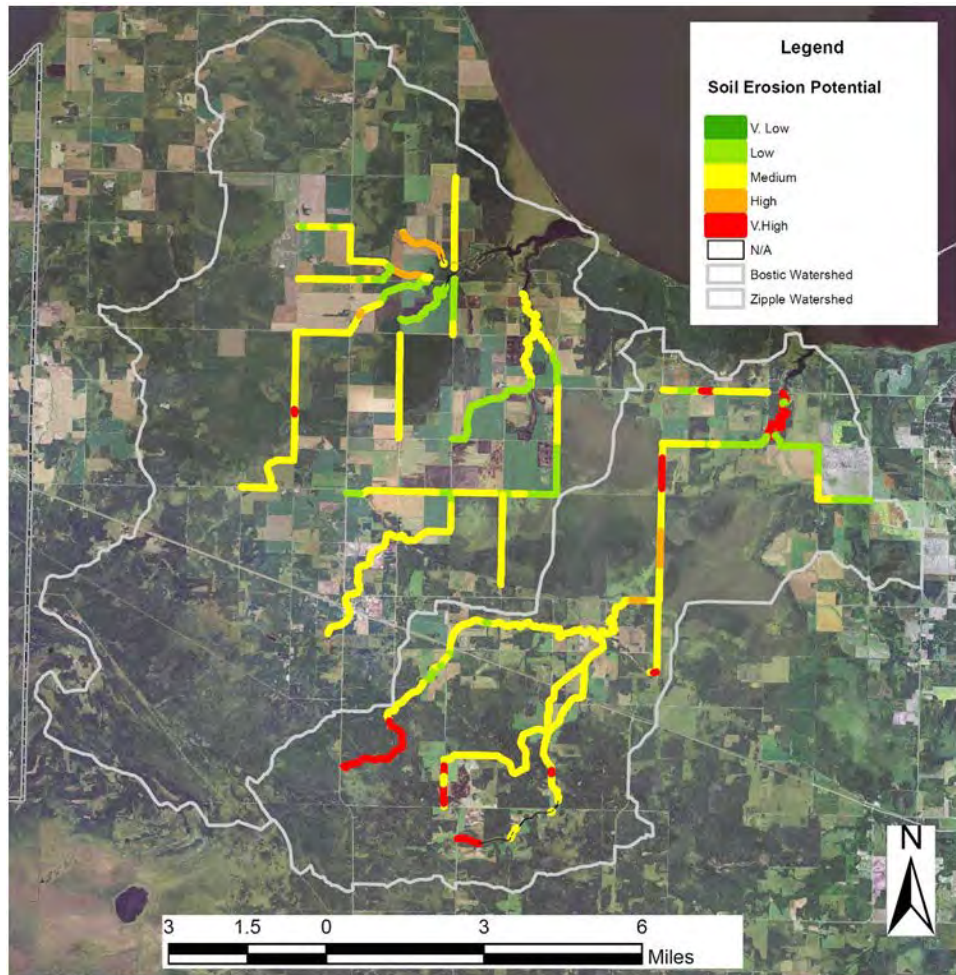 Legend
Soil Erosion Potential
V. Low
Low
Medium
High
V.High
N/A
Bostic Watershed
Zipple Watershed
N
3 1.5 0 3 6
Miles